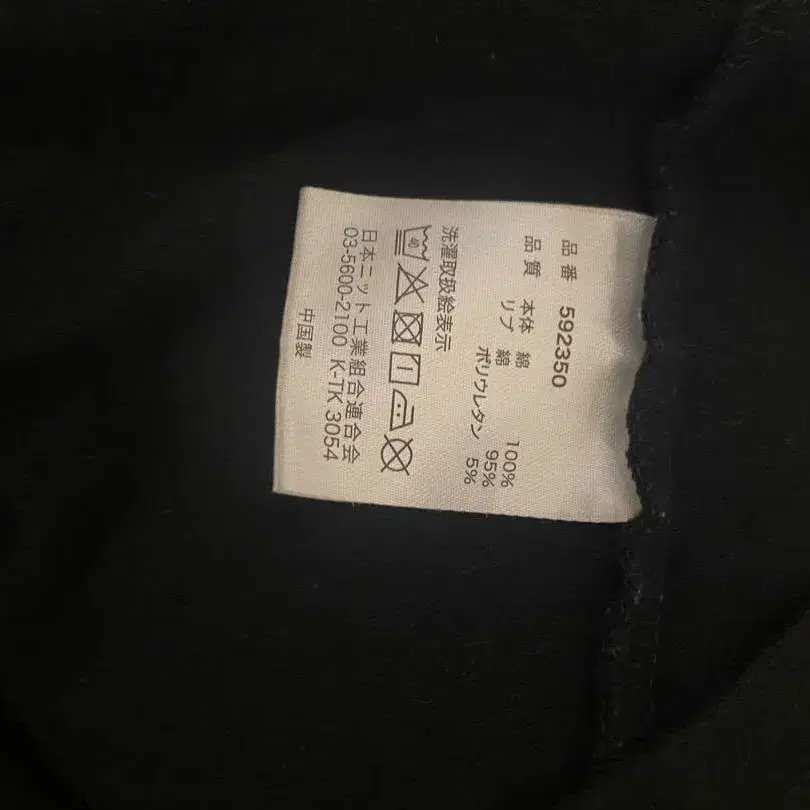 品番 592350
品質 本体 綿 100%
リブ 綿 95%
ポリウレタン 5%
洗濯取扱絵表示
40
日本ニット工業組合連合会
03-5600-2100 K-TK 3054
中国製